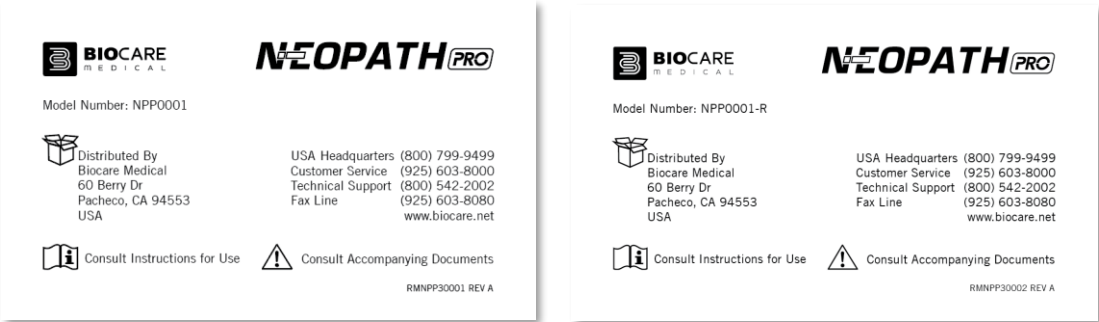 BIOCARE
MEDICAL
NEOPATH PRO
Model Number: NPP0001
Distributed By
Biocare Medical
60 Berry Dr
Pacheco, CA 94553
USA
USA Headquarters (800) 799-9499
Customer Service (925) 603-8000
Technical Support (800) 542-2002
Fax Line (925) 603-8080
www.biocare.net
Consult Instructions for Use
Consult Accompanying Documents
RMNPP30001 REV A
BIOCARE
MEDICAL
NEOPATH PRO
Model Number: NPP0001-R
Distributed By
Biocare Medical
60 Berry Dr
Pacheco, CA 94553
USA
USA Headquarters (800) 799-9499
Customer Service (925) 603-8000
Technical Support (800) 542-2002
Fax Line (925) 603-8080
www.biocare.net
Consult Instructions for Use
Consult Accompanying Documents
RMNPP30002 REV A